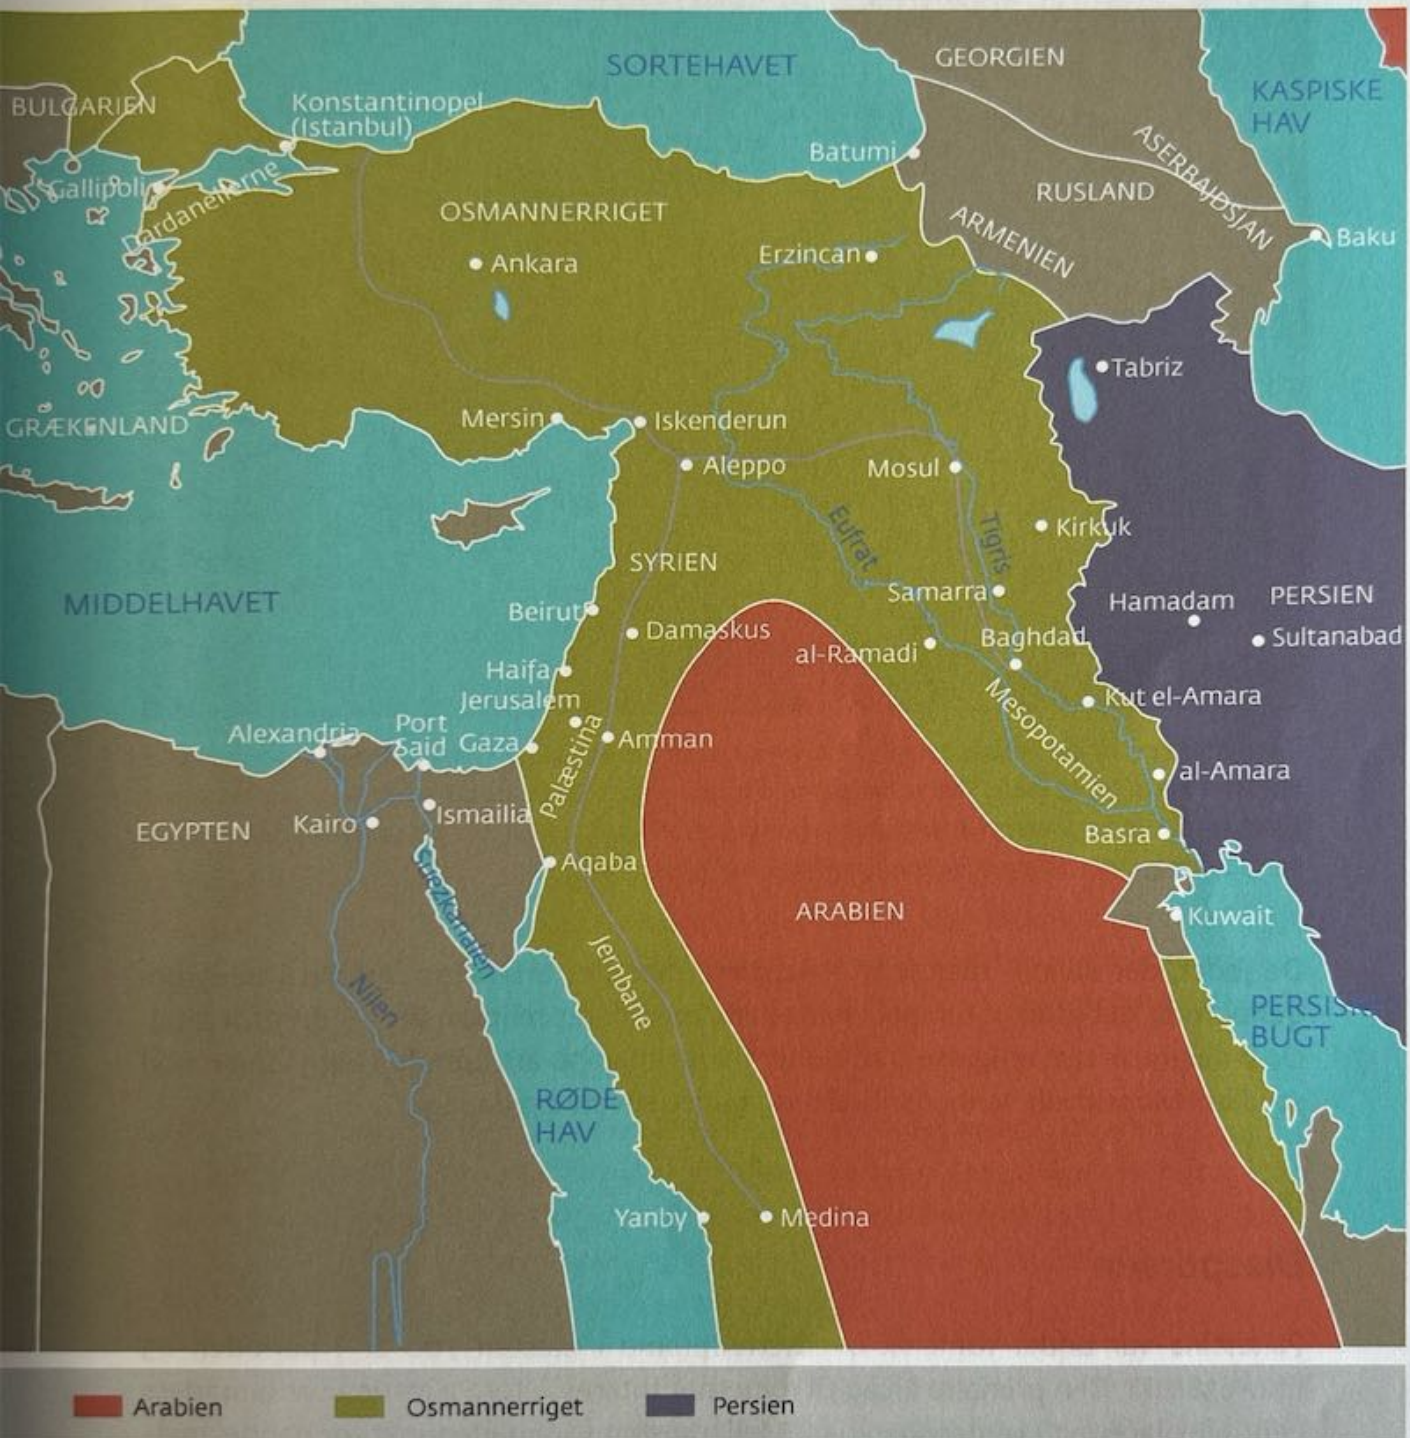 SORTEHAVET
GEORGIEN
KASPISKE
HAV
BULGARIEN
Konstantinopel
(Istanbul)
Batumi
ASERBAJDSJAN
Gallipoli
Dardanellerne
RUSLAND
OSMANNERRIGET
ARMENIEN
Baku
Erzincan
Ankara
Tabriz
GRÆKENLAND
Mersin
Iskenderun
Aleppo
Mosul
Eufrat
Tigris
Kirkuk
SYRIEN
MIDDELHAVET
Samarra
Hamadam
PERSIEN
Beirut
Damaskus
al-Ramadi
Baghdad
Sultanabad
Haifa
Jerusalem
Mesopotamien
Kut el-Amara
Alexandria
Port
Said
Gaza
Amman
Palæstina
al-Amara
EGYPTEN
Kairo
Ismailia
Basra
Aqaba
Suezkanalen
ARABIEN
Kuwait
Jernbane
Nilen
PERSISKE
BUGT
RØDE
HAV
Yanby
Medina
Arabien
Osmannerriget
Persien